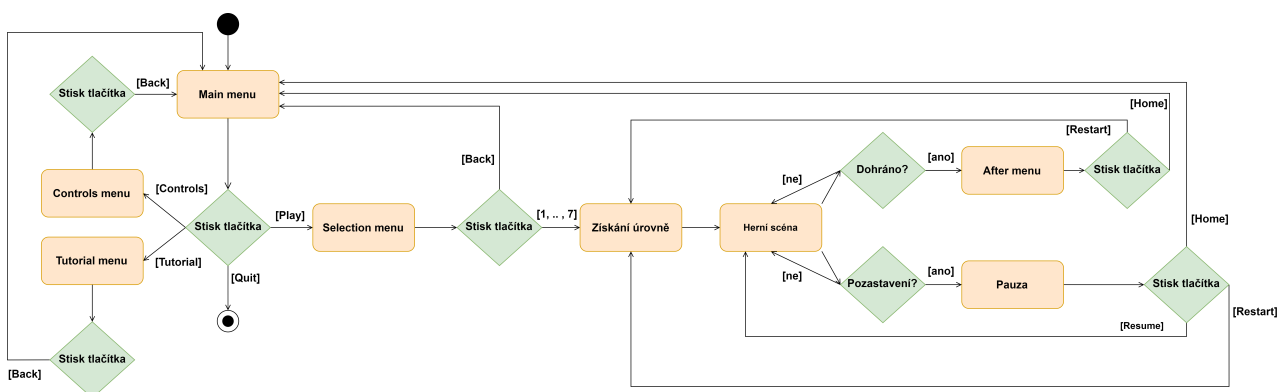 Main menu
Stisk tlačítka
[Back]
[Home]
[Restart]
Dohráno?
[ano]
After menu
Stisk tlačítka
[Back]
[ne]
Controls menu
[Controls]
[Play]
Selection menu
Stisk tlačítka
Stisk tlačítka
[1, .. , 7]
Získání úrovně
Herní scéna
[Home]
Tutorial menu
[Tutorial]
[Quit]
[ne]
Pozastavení?
[ano]
Pauza
Stisk tlačítka
[Restart]
[Resume]
Stisk tlačítka
[Back]